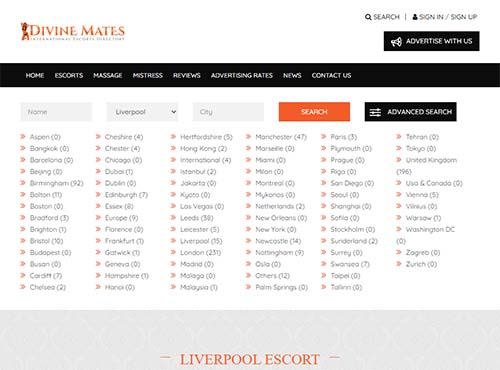 DIVINE MATES
INTERNATIONAL ESCORTS DIRECTORY
SEARCH | SIGN IN / SIGN UP
ADVERTISE WITH US
HOME ESCORTS MASSAGE MISTRESS REVIEWS ADVERTISING RATES NEWS CONTACT US
Name Liverpool City SEARCH ADVANCED SEARCH
Aspen (0) Cheshire (4) Hertfordshire (5) Manchester (47) Paris (3) Tehran (0)
Bangkok (0) Chester (4) Hong Kong (2) Marseille (0) Plymouth (0) Tokyo (0)
Barcelona (0) Chicago (0) International (4) Miami (0) Prague (0) United Kingdom
Beijing (0) Dubai (1) Istanbul (2) Milan (0) Riga (0) (196)
Birmingham (92) Dublin (0) Jakarta (0) Montreal (0) San Diego (0) Usa & Canada (0)
Bolton (11) Edinburgh (7) Kyoto (0) Mykonos (0) Seoul (0) Vienna (5)
Boston (0) Essex (8) Las Vegas (0) Netherlands (2) Shanghai (0) Vilnius (0)
Bradford (3) Europe (9) Leeds (38) New Orleans (0) Sofila (0) Warsaw (1)
Brighton (1) Florence (0) Leicester (5) New York (0) Stockholm (0) Washington DC
Bristol (10) Frankfurt (1) Liverpool (15) Newcastle (14) Sunderland (2) (0)
Budapest (0) Gatwick (1) London (231) Nottingham (9) Surrey (0) Zagreb (0)
Busan (0) Geneva (0) Madrid (0) Oslo (0) Swansea (7) Zurich (0)
Cardiff (7) Hampshire (1) Malaga (0) Others (12) Taipei (0)
Chelsea (2) Hanoi (0) Malaysia (1) Palm Springs (0) Tallinn (0)
LIVERPOOL ESCORT